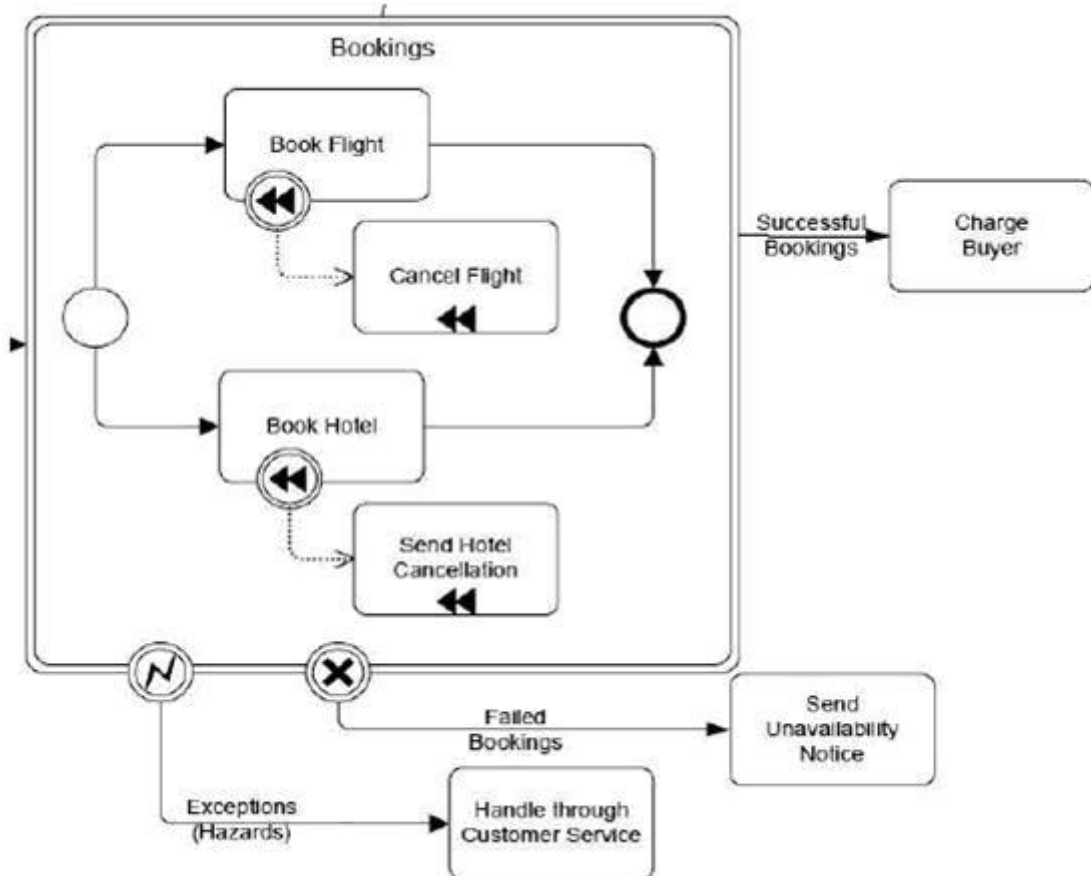 Bookings
Book Flight
Cancel Flight
Successful
Bookings
Charge
Buyer
Book Hotel
Send Hotel
Cancellation
Failed
Bookings
Send
Unavailability
Notice
Exceptions
(Hazards)
Handle through
Customer Service